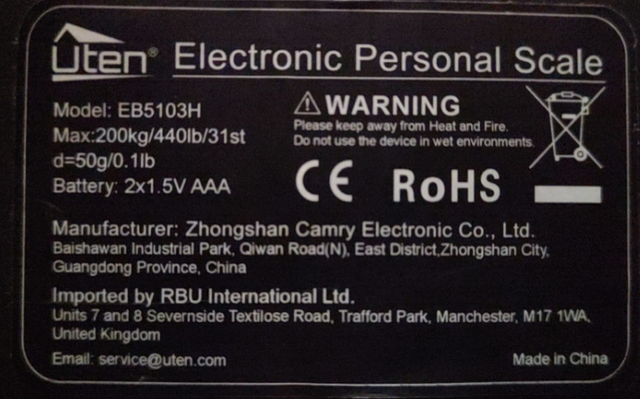 Uten® Electronic Personal Scale
Model: EB5103H
Max:200kg/440lb/31st
d=50g/0.1lb
Battery: 2x1.5V AAA
WARNING
Please keep away from Heat and Fire.
Do not use the device in wet environments.
CE RoHS
Manufacturer: Zhongshan Camry Electronic Co., Ltd.
Baishawan Industrial Park, Qiwan Road(N), East District,Zhongshan City,
Guangdong Province, China
Imported by RBU International Ltd.
Units 7 and 8 Severnside Textilose Road, Trafford Park, Manchester, M17 1WA,
United Kingdom
Email: service@uten.com
Made in China